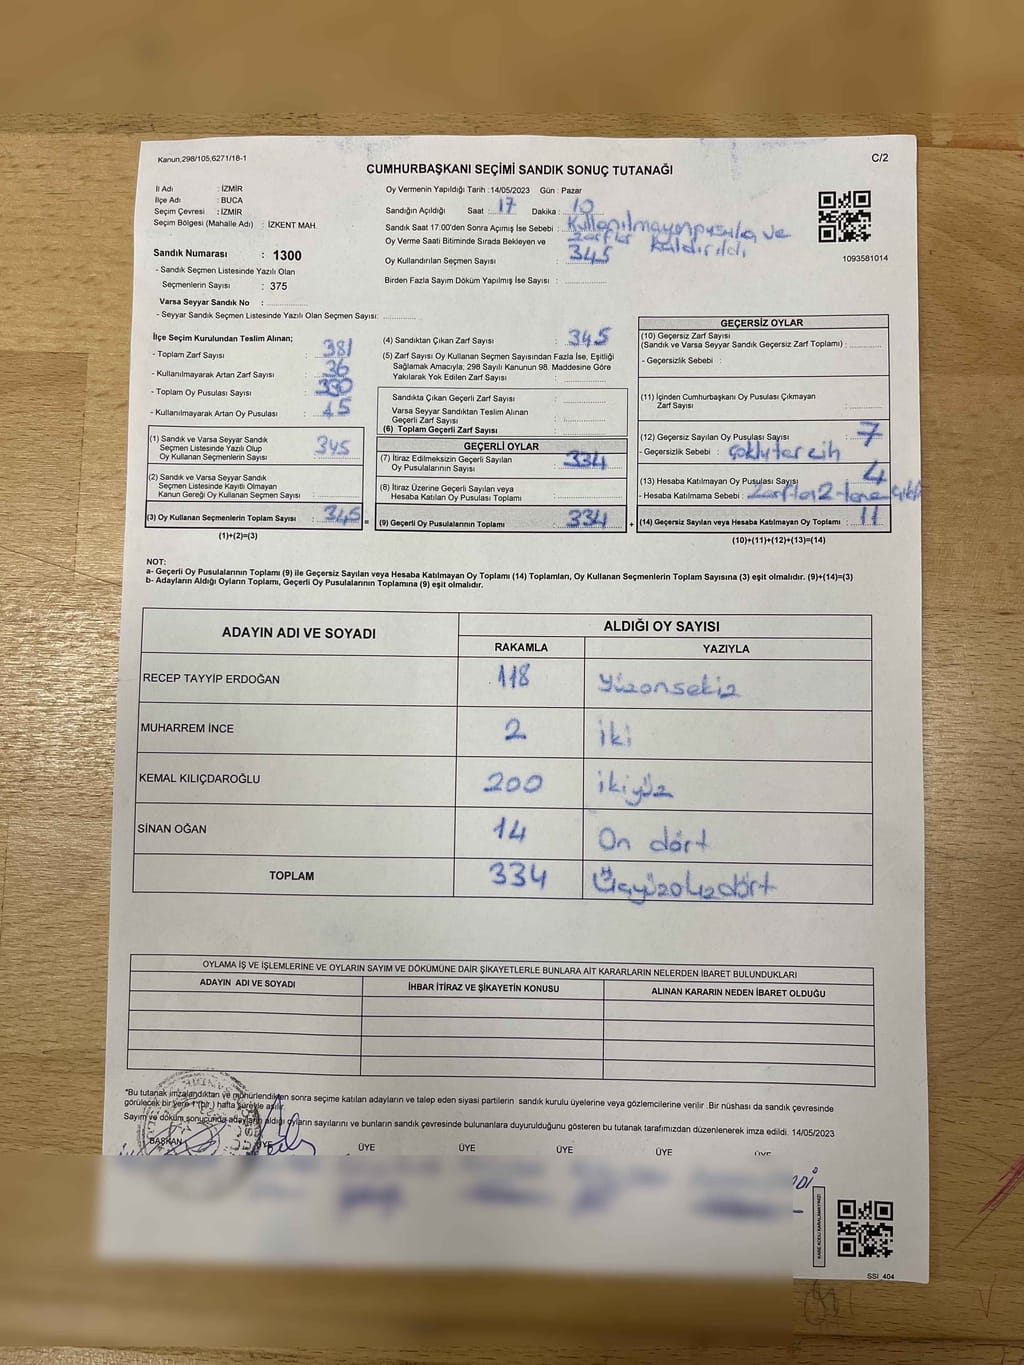 Kanun,298/105,6271/18-1
C/2
CUMHURBAŞKANI SEÇİMİ SANDIK SONUÇ TUTANAĞI
İl Adı : İZMİR
İlçe Adı : BUCA
Seçim Çevresi : İZMİR
Seçim Bölgesi (Mahalle Adı) : İZKENT MAH.
Sandık Numarası : 1300
- Sandık Seçmen Listesinde Yazılı Olan
Seçmenlerin Sayısı : 375
Varsa Seyyar Sandık No :
- Seyyar Sandık Seçmen Listesinde Yazılı Olan Seçmen Sayısı:
Oy Vermenin Yapıldığı Tarih :14/05/2023 Gün : Pazar
Sandığın Açıldığı Saat : 17 Dakika : 10
Sandık Saat 17.00'den Sonra Açımış İse Sebebi : Kullanılmayan pusula ve
zarflar kaldırıldı
Oy Verme Saati Bitiminde Sırada Bekleyen ve
Oy Kullandırılan Seçmen Sayısı : 345
Birden Fazla Sayım Döküm Yapılmış İse Sayısı :
1093581014
İlçe Seçim Kurulundan Teslim Alınan;
- Toplam Zarf Sayısı : 381
- Kullanılmayarak Artan Zarf Sayısı : 36
- Toplam Oy Pusulası Sayısı :
- Kullanılmayarak Artan Oy Pusulası :
(1) Sandık ve Varsa Seyyar Sandık
Seçmen Listesinde Yazılı Olup
Oy Kullanan Seçmenlerin Sayısı : 345
(2) Sandık ve Varsa Seyyar Sandık
Seçmen Listesinde Kayıtlı Olmayan
Kanun Gereği Oy Kullanan Seçmen Sayısı :
(3) Oy Kullanan Seçmenlerin Toplam Sayısı : 345 =
(1)+(2)=(3)
(4) Sandıktan Çıkan Zarf Sayısı : 345
(5) Zarf Sayısı Oy Kullanan Seçmen Sayısından Fazla İse, Eşitliği
Sağlamak Amacıyla; 298 Sayılı Kanunun 98. Maddesine Göre
Yakılarak Yok Edilen Zarf Sayısı :
Sandıkta Çıkan Geçerli Zarf Sayısı :
Varsa Seyyar Sandıktan Teslim Alınan
Geçerli Zarf Sayısı :
(6) Toplam Geçerli Zarf Sayısı :
GEÇERLİ OYLAR
(7) İtiraz Edilmeksizin Geçerli Sayılan
Oy Pusulalarının Sayısı : 334
(8) İtiraz Üzerine Geçerli Sayılan veya
Hesaba Katılan Oy Pusulası Toplamı :
(9) Geçerli Oy Pusulalarının Toplamı : 334 +
GEÇERSİZ OYLAR
(10) Geçersiz Zarf Sayısı
(Sandık ve Varsa Seyyar Sandık Geçersiz Zarf Toplamı) :
- Geçersizlik Sebebi :
(11) İçinden Cumhurbaşkanı Oy Pusulası Çıkmayan
Zarf Sayısı :
(12) Geçersiz Sayılan Oy Pusulası Sayısı : 7
- Geçersizlik Sebebi : Çoklu tercih
(13) Hesaba Katılmayan Oy Pusulası Sayısı : 4
- Hesaba Katılmama Sebebi : Zarftan 2 tane çıktı
(14) Geçersiz Sayılan veya Hesaba Katılmayan Oy Toplamı : 11
(10)+(11)+(12)+(13)=(14)
NOT:
a- Geçerli Oy Pusulalarının Toplamı (9) ile Geçersiz Sayılan veya Hesaba Katılmayan Oy Toplamı (14) Toplamları, Oy Kullanan Seçmenlerin Toplam Sayısına (3) eşit olmalıdır. (9)+(14)=(3)
b- Adayların Aldığı Oyların Toplamı, Geçerli Oy Pusulalarının Toplamına (9) eşit olmalıdır.
ADAYIN ADI VE SOYADI ALDIĞI OY SAYISI
RAKAMLA YAZIYLA
RECEP TAYYİP ERDOĞAN 118 Yüzonsekiz
MUHARREM İNCE 2 iki
KEMAL KILIÇDAROĞLU 200 ikiyüz
SİNAN OĞAN 14 On dört
TOPLAM 334 Üçyüzotuzdört
OYLAMA İŞ VE İŞLEMLERİNE VE OYLARIN SAYIM VE DÖKÜMÜNE DAİR ŞİKAYETLERLE BUNLARA AİT KARARLARIN NELERDEN İBARET BULUNDUKLARI
ADAYIN ADI VE SOYADI İHBAR İTİRAZ VE ŞİKAYETİN KONUSU ALINAN KARARIN NEDEN İBARET OLDUĞU
*Bu tutanak imzalandıktan ve mühürlendikten sonra seçime katılan adayların ve talep eden siyasi partilerin sandık kurulu üyelerine veya gözlemcilerine verilir .Bir nüshası da sandık çevresinde
görülecek bir yere 1 (bir ) hafta süreyle asılır.
Sayım ve döküm sonucunda adayların aldığı oyların sayılarını ve bunların sandık çevresinde bulunanlara duyurulduğunu gösteren bu tutanak tarafımızdan düzenlenerek imza edildi. 14/05/2023
BAŞKAN ÜYE ÜYE ÜYE ÜYE ÜYE ÜYE
KARE KODU KARALAMAYINIZ!
SSI 404